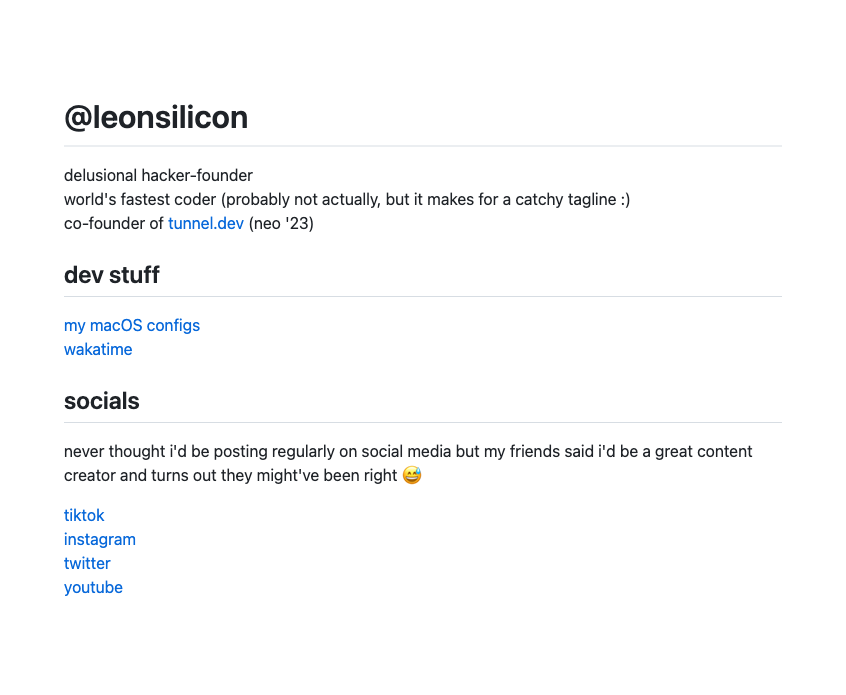 @leonsilicon
delusional hacker-founder
world's fastest coder (probably not actually, but it makes for a catchy tagline :)
co-founder of tunnel.dev (neo '23)
dev stuff
my macOS configs
wakatime
socials
never thought i'd be posting regularly on social media but my friends said i'd be a great content
creator and turns out they might've been right 😅
tiktok
instagram
twitter
youtube